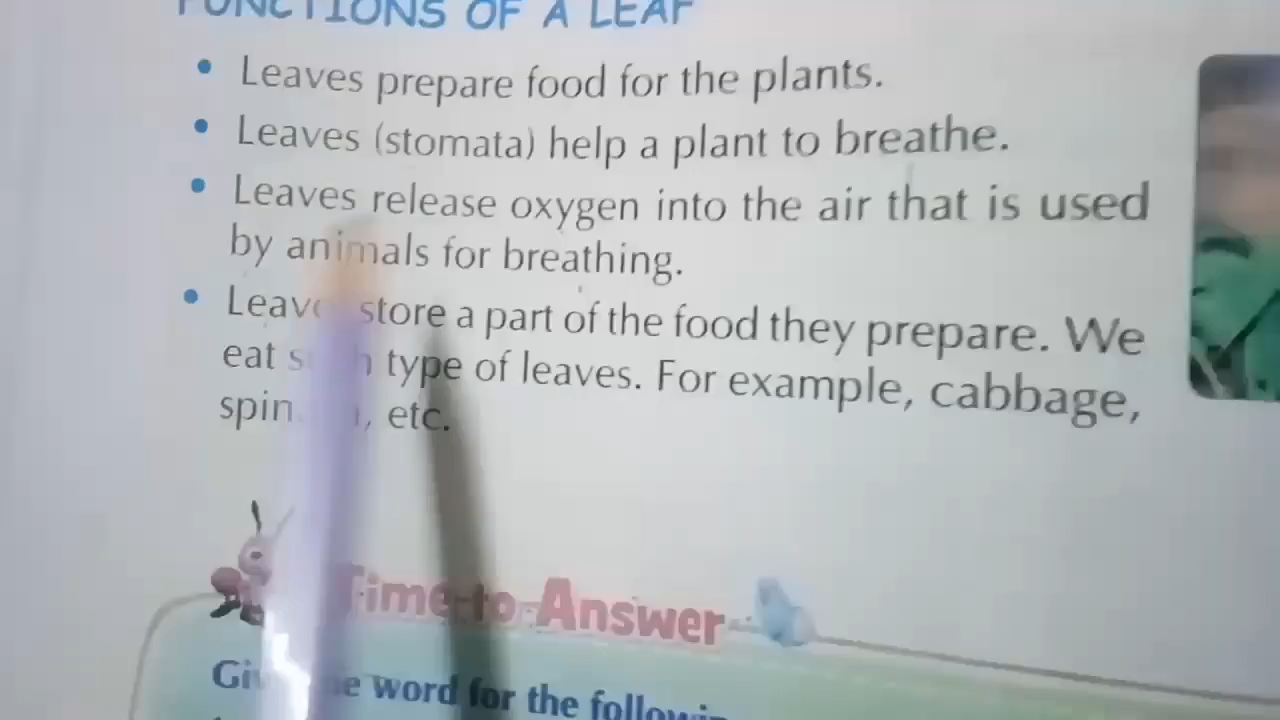 FUNCTIONS OF A LEAF
• Leaves prepare food for the plants.
• Leaves (stomata) help a plant to breathe.
• Leaves release oxygen into the air that is used
by animals for breathing.
• store a part of the food they prepare. We
eat type of leaves. For example, cabbage,
etc.
Time to Answer
word for the